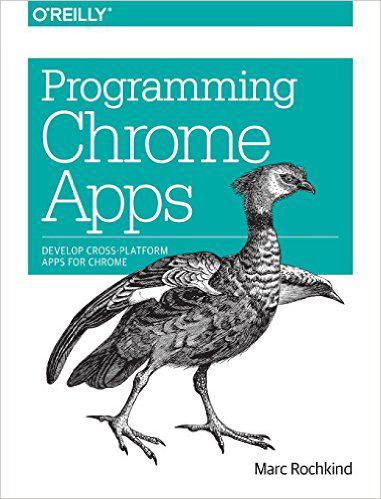 O'REILLY®
Programming
Chrome
Apps
DEVELOP CROSS-PLATFORM
APPS FOR CHROME
Marc Rochkind